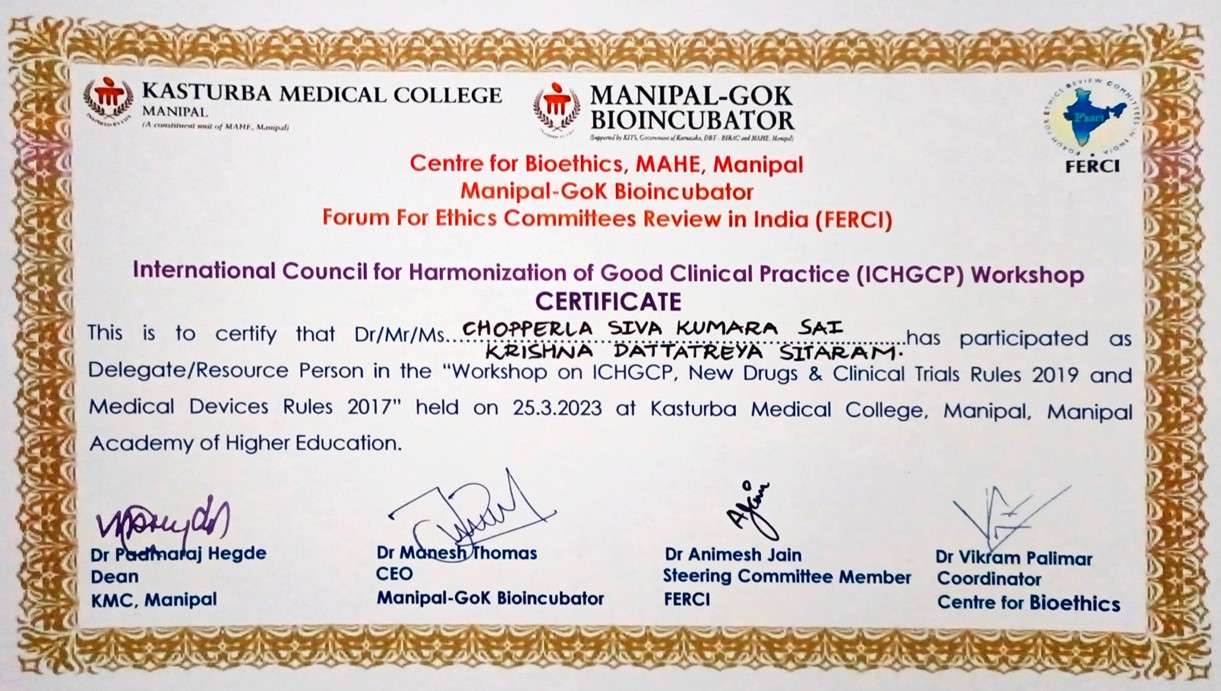 KASTURBA MEDICAL COLLEGE
MANIPAL
(A constituent unit of MAHE, Manipal)
INSPIRED BY LIFE
MANIPAL-GOK
BIOINCUBATOR
(Supported by KITS, Government of Karnataka, DBT - BIRAC and MAHE, Manipal)
INSPIRED BY LIFE
FORUM FOR ETHICS REVIEW COMMITTEES IN INDIA
Ferci
FERCI
Centre for Bioethics, MAHE, Manipal
Manipal-GoK Bioincubator
Forum For Ethics Committees Review in India (FERCI)
International Council for Harmonization of Good Clinical Practice (ICHGCP) Workshop
CERTIFICATE
This is to certify that Dr/Mr/Ms. CHOPPERLA SIVA KUMARA SAI has participated as
KRISHNA DATTATREYA SITARAM.
Delegate/Resource Person in the “Workshop on ICHGCP, New Drugs & Clinical Trials Rules 2019 and
Medical Devices Rules 2017” held on 25.3.2023 at Kasturba Medical College, Manipal, Manipal
Academy of Higher Education.
Dr Padmaraj Hegde
Dean
KMC, Manipal
Dr Manesh Thomas
CEO
Manipal-GoK Bioincubator
Dr Animesh Jain
Steering Committee Member
FERCI
Dr Vikram Palimar
Coordinator
Centre for Bioethics